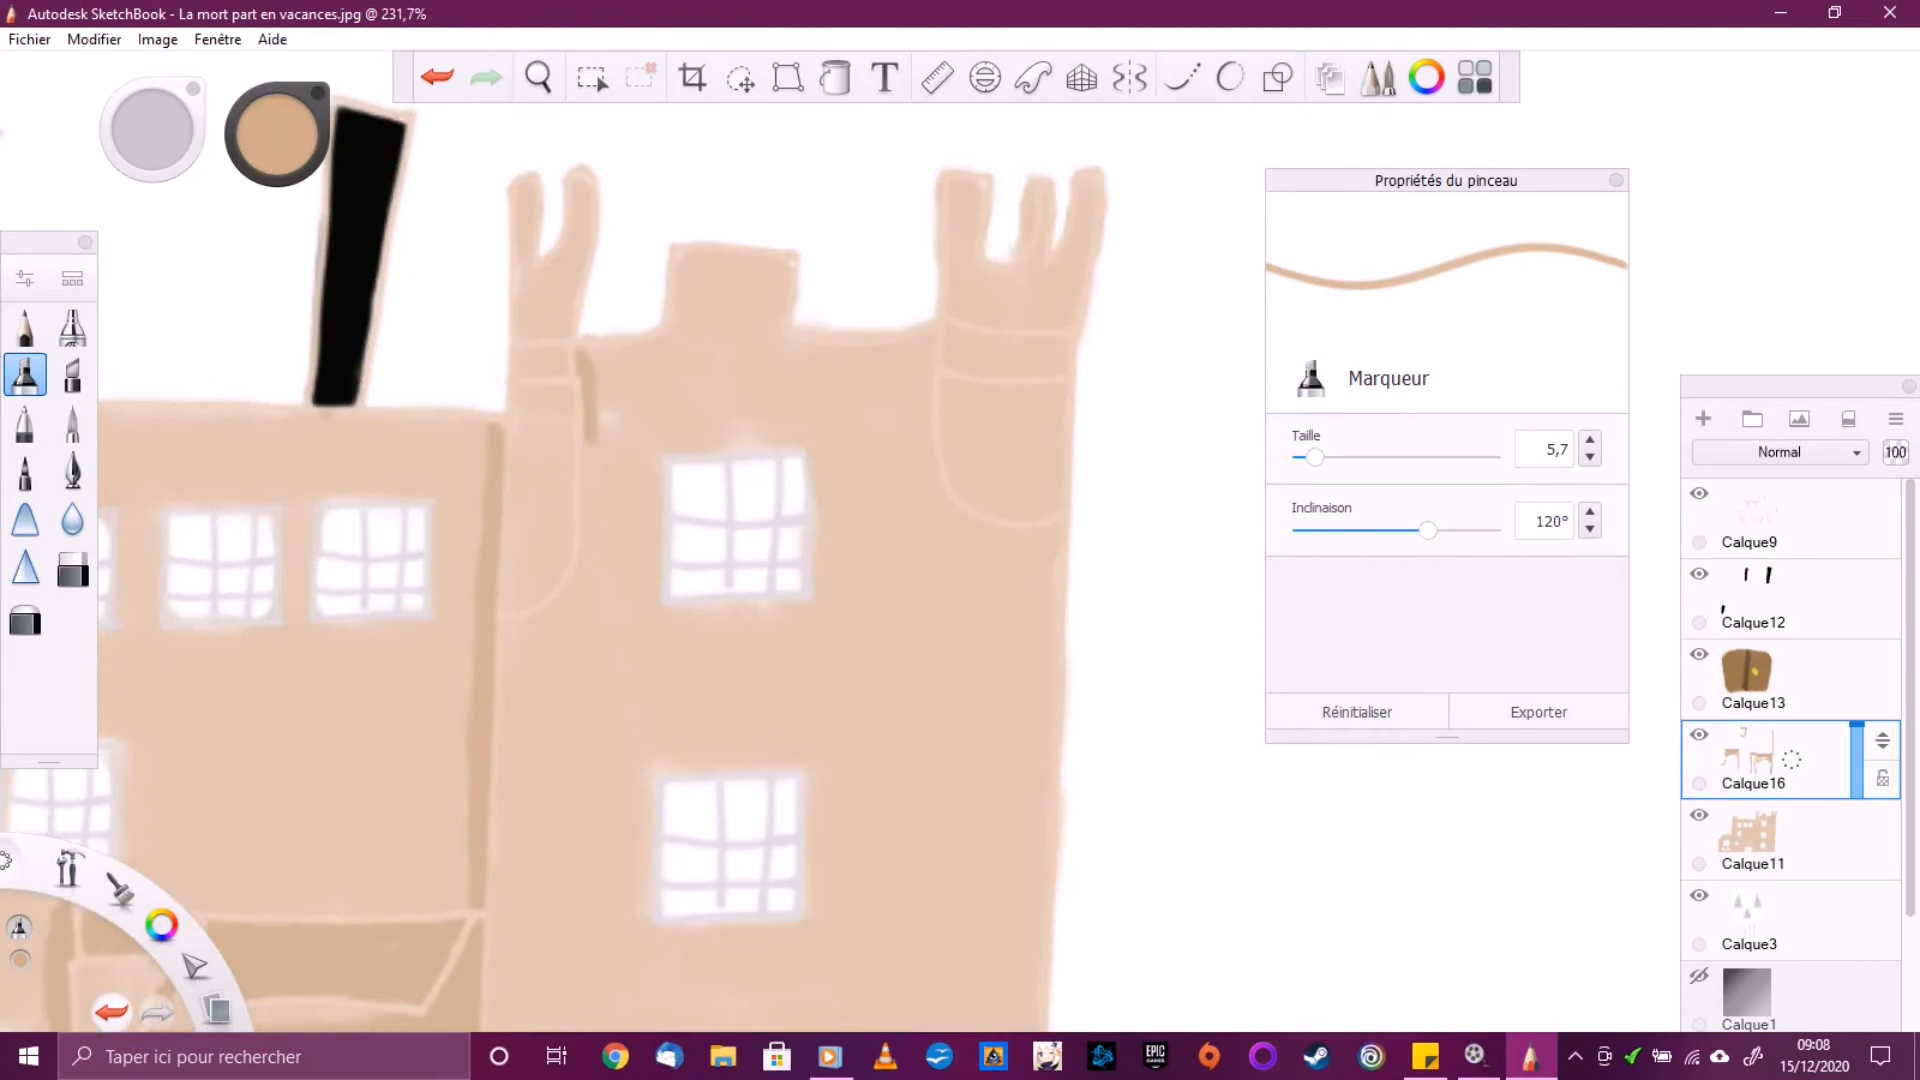 Autodesk SketchBook - La mort part en vacances.jpg @ 231,7%
Fichier Modifier Image Fenêtre Aide
T
Propriétés du pinceau
Marqueur
Taille
5,7
Inclinaison
120°
Réinitialiser
Exporter
Normal
100
Calque9
Calque12
Calque13
Calque16
Calque11
Calque3
Calque1
Taper ici pour rechercher
EPIC
GAMES
09:08
15/12/2020